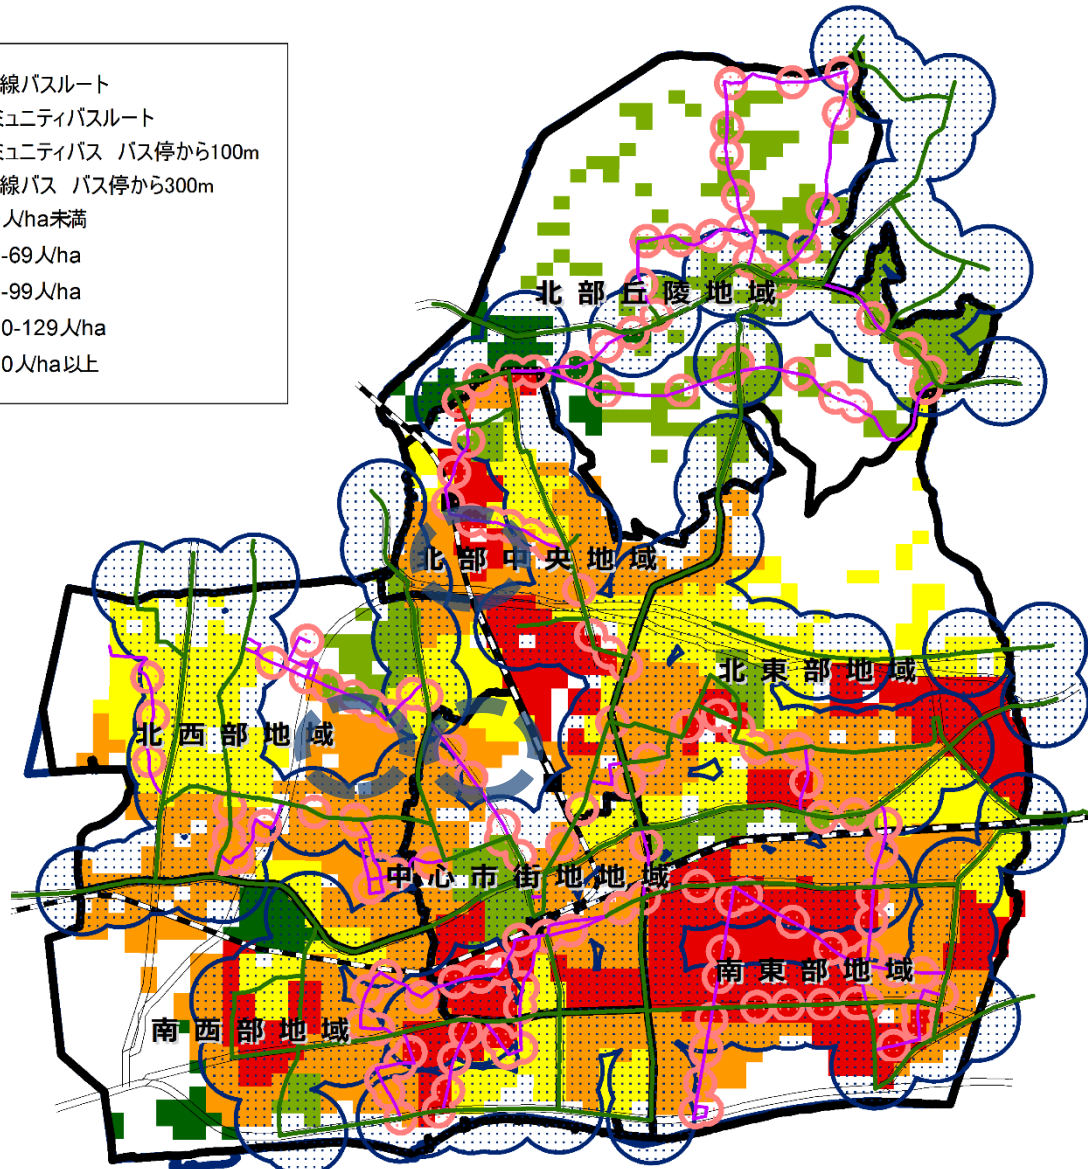 線バスルート
ミュニティバスルート
ミュニティバス バス停から100m
線バス バス停から300m
人/ha未満
-69人/ha
-99人/ha
0-129人/ha
0人/ha以上
北部丘陵地域
北部中央地域
北東部地域
北西部地域
中心市街地地域
南東部地域
南西部地域